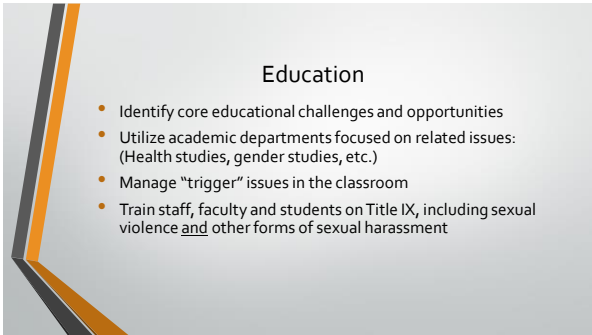 Education
• Identify core educational challenges and opportunities
• Utilize academic departments focused on related issues:
(Health studies, gender studies, etc.)
• Manage “trigger” issues in the classroom
• Train staff, faculty and students on Title IX, including sexual
violence and other forms of sexual harassment